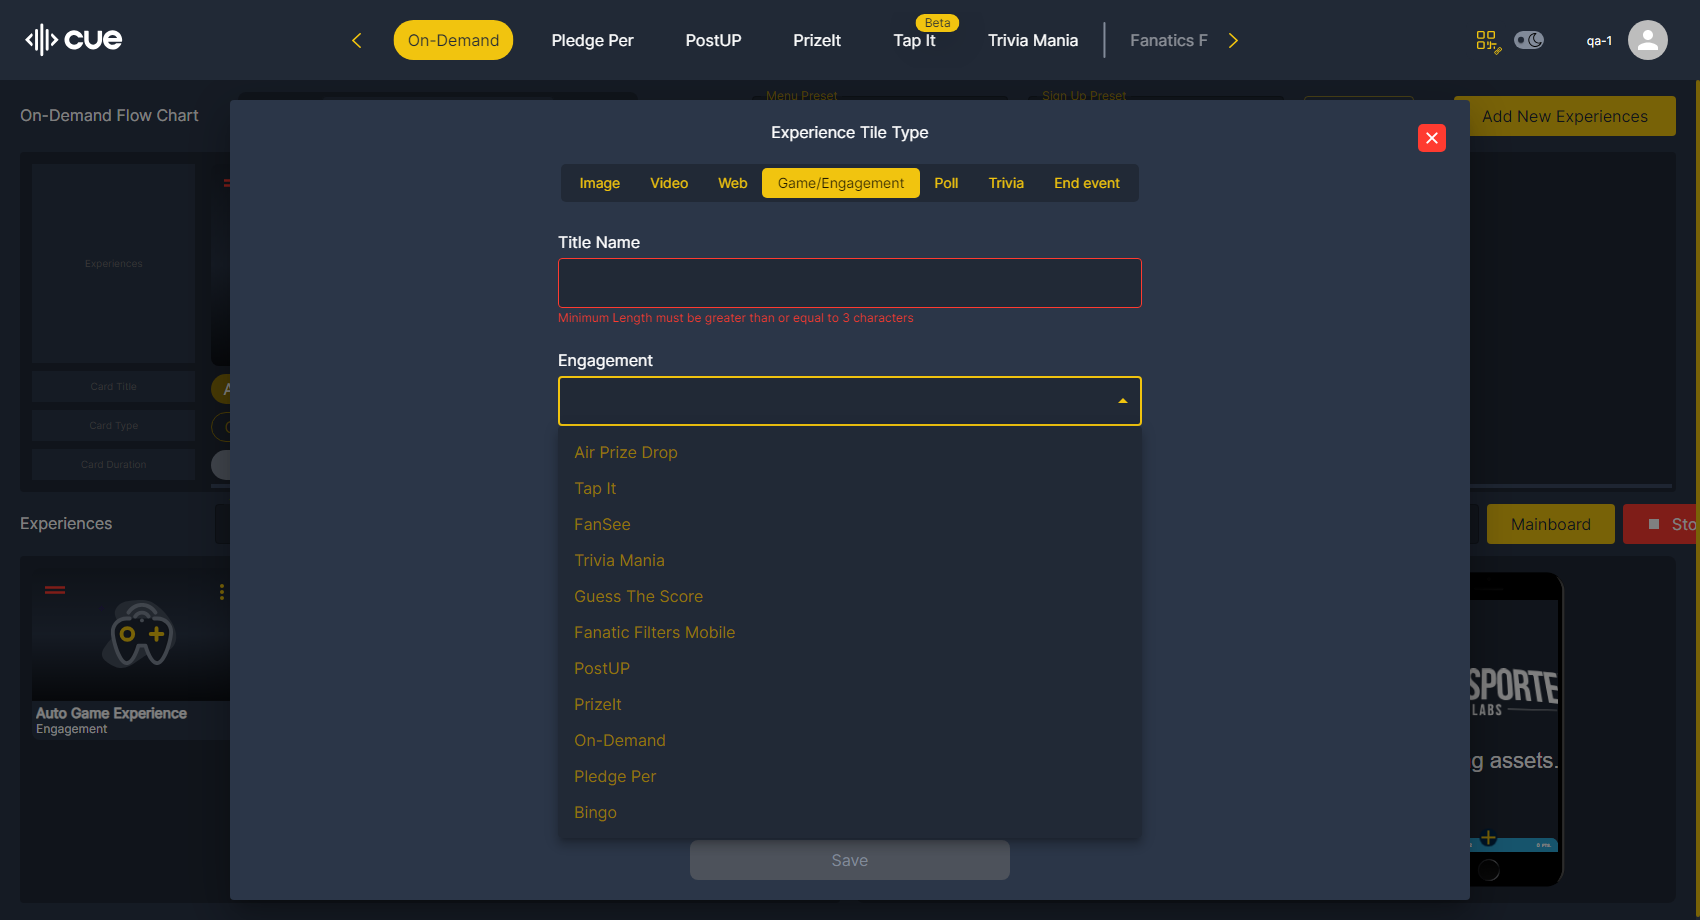 cue
On-Demand
Pledge Per
PostUP
PrizeIt
Beta
Tap It
Trivia Mania
Fanatics F
qa-1
On-Demand Flow Chart
Menu Preset
Sign Up Preset
Add New Experiences
Experience Tile Type
Image
Video
Web
Game/Engagement
Poll
Trivia
End event
Experiences
Title Name
Minimum Length must be greater than or equal to 3 characters
Engagement
Card Title
Card Type
Card Duration
Air Prize Drop
Tap It
FanSee
Trivia Mania
Guess The Score
Fanatic Filters Mobile
PostUP
PrizeIt
On-Demand
Pledge Per
Bingo
Save
Experiences
Mainboard
Sto
Auto Game Experience
Engagement
SPORTE
LABS
g assets.